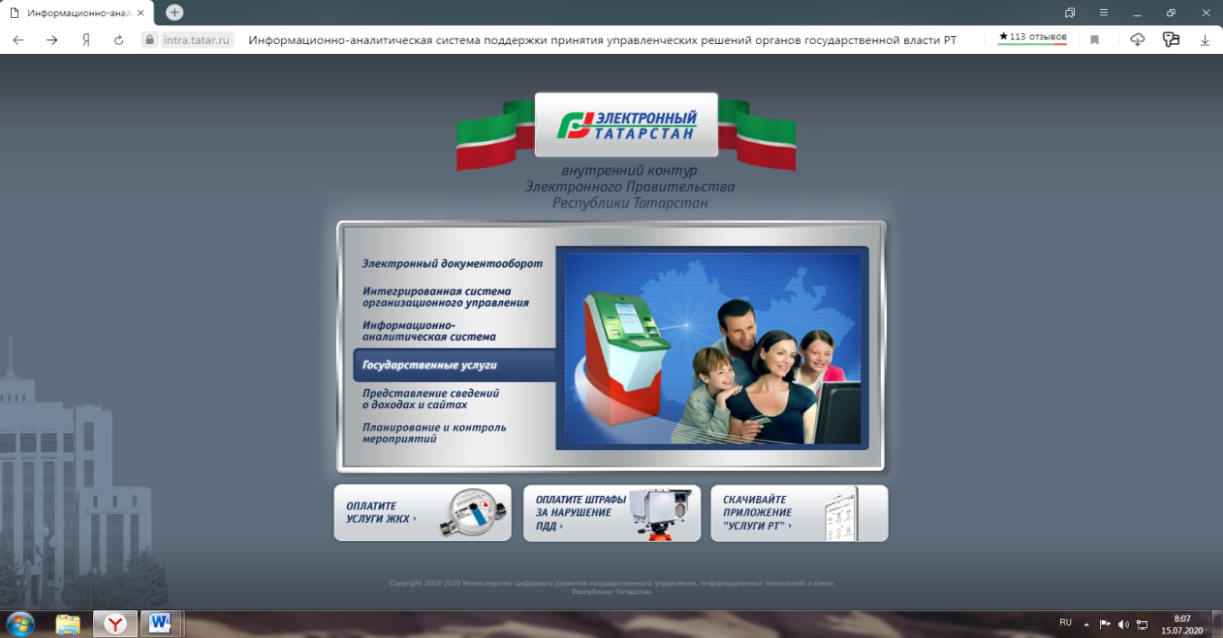 Информационно-анал
intra.tatar.ru
Информационно-аналитическая система поддержки принятия управленческих решений органов государственной власти РТ
★113 отзывов
ЭЛЕКТРОННЫЙ
ТАТАРСТАН
внутренний контур
Электронного Правительства
Республики Татарстан
Электронный документооборот
Интегрированная система
организационного управления
Информационно-
аналитическая система
Государственные услуги
Представление сведений
о доходах и сайтах
Планирование и контроль
мероприятий
ОПЛАТИТЕ
УСЛУГИ ЖКХ ›
ОПЛАТИТЕ ШТРАФЫ
ЗА НАРУШЕНИЕ
ПДД ›
СКАЧИВАЙТЕ
ПРИЛОЖЕНИЕ
"УСЛУГИ РТ" ›
Copyright 2003-2020 Министерство цифрового развития государственного управления, информационных технологий и связи
Республики Татарстан
RU
8:07
15.07.2020